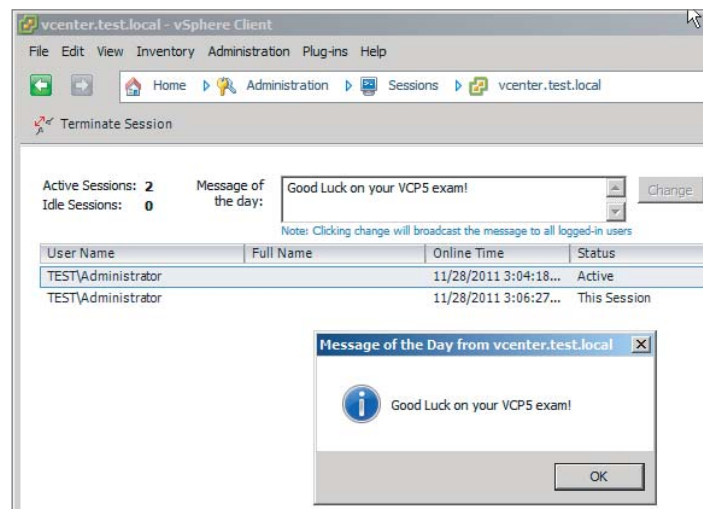 vcenter.test.local - vSphere Client
File Edit View Inventory Administration Plug-ins Help
Home Administration Sessions vcenter.test.local
Terminate Session
Active Sessions: 2
Idle Sessions: 0
Message of the day:
Good Luck on your VCP5 exam!
Change
Note: Clicking change will broadcast the message to all logged-in users
User Name Full Name Online Time Status
TEST\Administrator 11/28/2011 3:04:18... Active
TEST\Administrator 11/28/2011 3:06:27... This Session
Message of the Day from vcenter.test.local
Good Luck on your VCP5 exam!
OK